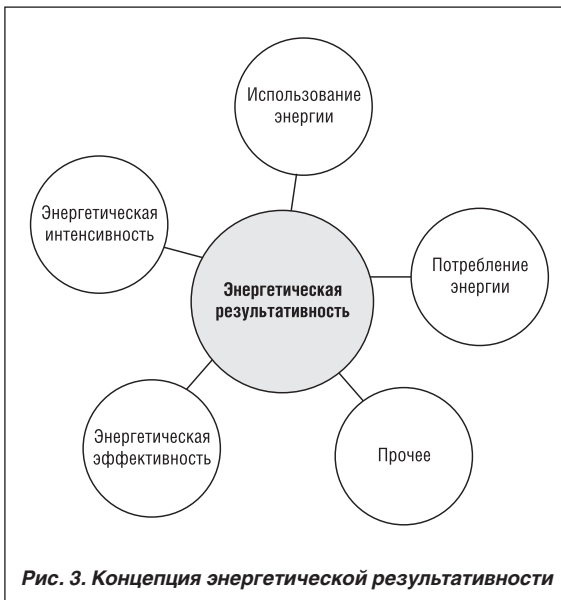 Использование
энергии
Энергетическая
интенсивность
Потребление
энергии
Энергетическая
результативность
Энергетическая
эффективность
Прочее
Рис. 3. Концепция энергетической результативности